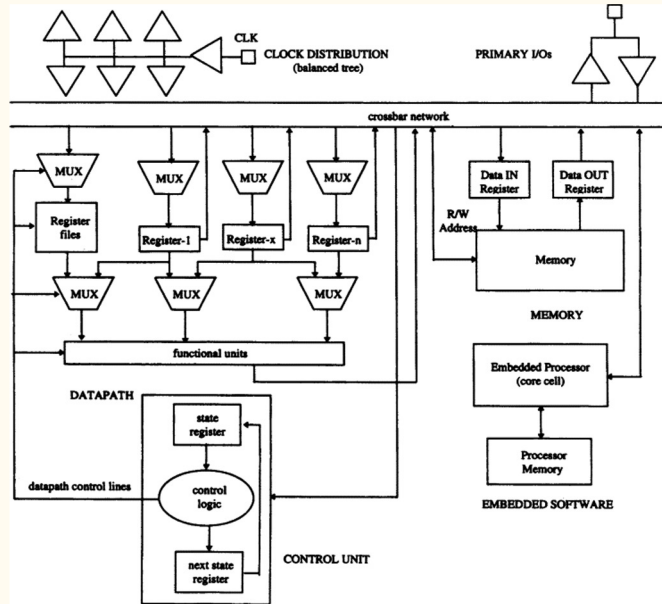 CLK
CLOCK DISTRIBUTION
(balanced tree)
PRIMARY I/Os
crossbar network
MUX
MUX
MUX
MUX
Data IN
Register
Data OUT
Register
R/W
Address
Register
files
Register-1
Register-x
Register-n
Memory
MUX
MUX
MUX
MEMORY
functional units
Embedded Processor
(core cell)
DATAPATH
state
register
Processor
Memory
datapath control lines
control
logic
EMBEDDED SOFTWARE
CONTROL UNIT
next state
register